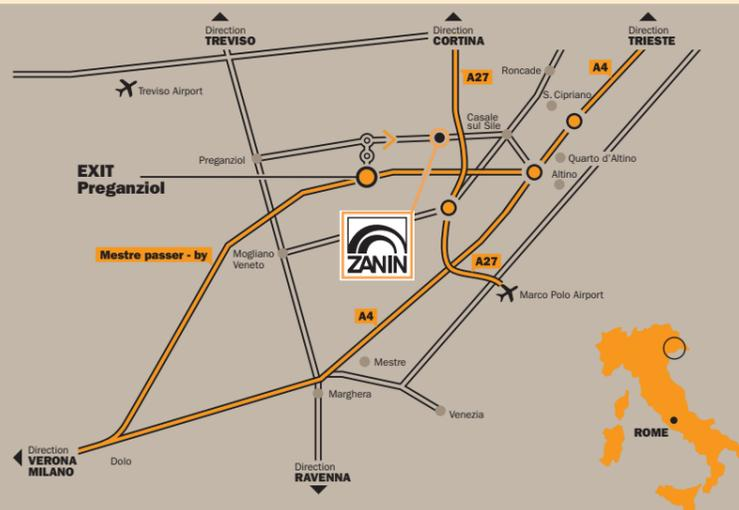 Direction
TREVISO
Direction
CORTINA
Direction
TRIESTE
A4
A27
Roncade
Treviso Airport
S. Cipriano
Casale
sul Sile
Preganziol
Quarto d'Altino
EXIT
Preganziol
Altino
Mestre passer - by
Mogliano
Veneto
ZANIN
A27
Marco Polo Airport
A4
Mestre
Marghera
Venezia
ROME
Direction
VERONA
MILANO
Dolo
Direction
RAVENNA